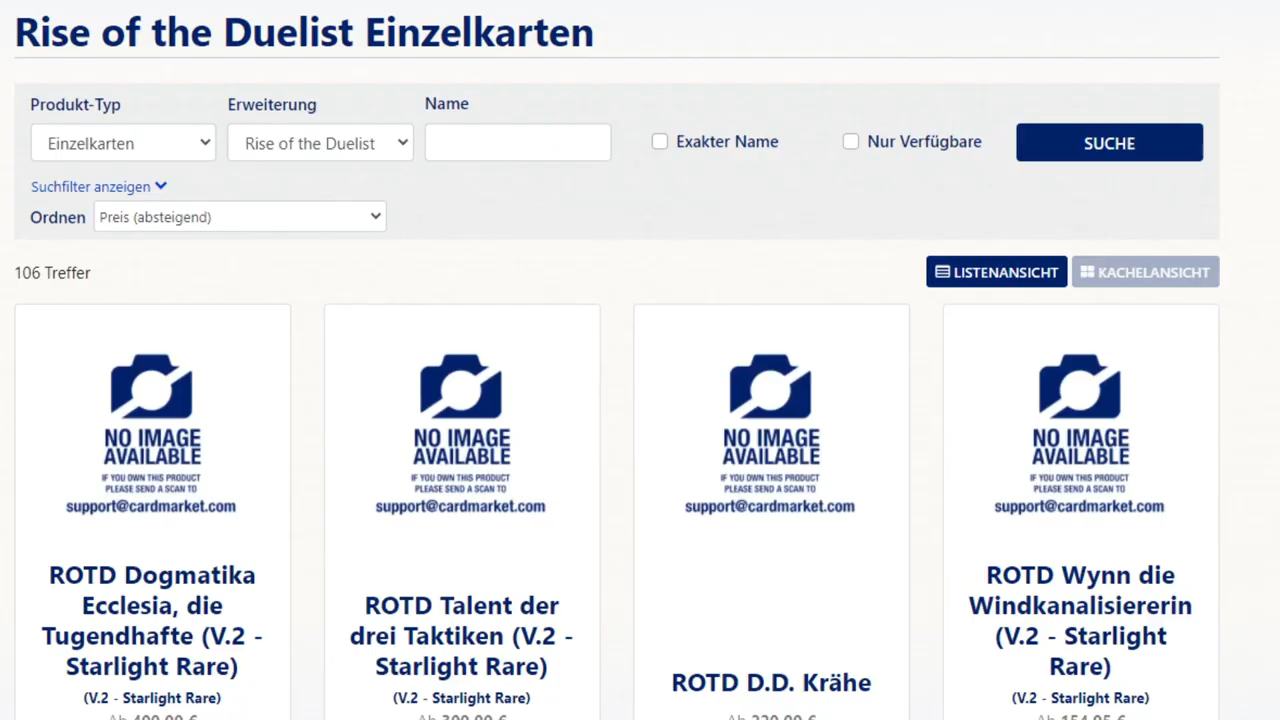 Rise of the Duelist Einzelkarten
Produkt-Typ
Erweiterung
Name
Einzelkarten
Rise of the Duelist
Exakter Name
Nur Verfügbare
SUCHE
Suchfilter anzeigen
Ordnen
Preis (absteigend)
106 Treffer
LISTENANSICHT
KACHELANSICHT
NO IMAGE
AVAILABLE
IF YOU OWN THIS PRODUCT
PLEASE SEND A SCAN TO
support@cardmarket.com
ROTD Dogmatika
Ecclesia, die
Tugendhafte (V.2 -
Starlight Rare)
(V.2 - Starlight Rare)
NO IMAGE
AVAILABLE
IF YOU OWN THIS PRODUCT
PLEASE SEND A SCAN TO
support@cardmarket.com
ROTD Talent der
drei Taktiken (V.2 -
Starlight Rare)
(V.2 - Starlight Rare)
NO IMAGE
AVAILABLE
IF YOU OWN THIS PRODUCT
PLEASE SEND A SCAN TO
support@cardmarket.com
ROTD D.D. Krähe
NO IMAGE
AVAILABLE
IF YOU OWN THIS PRODUCT
PLEASE SEND A SCAN TO
support@cardmarket.com
ROTD Wynn die
Windkanalisiererin
(V.2 - Starlight
Rare)
(V.2 - Starlight Rare)